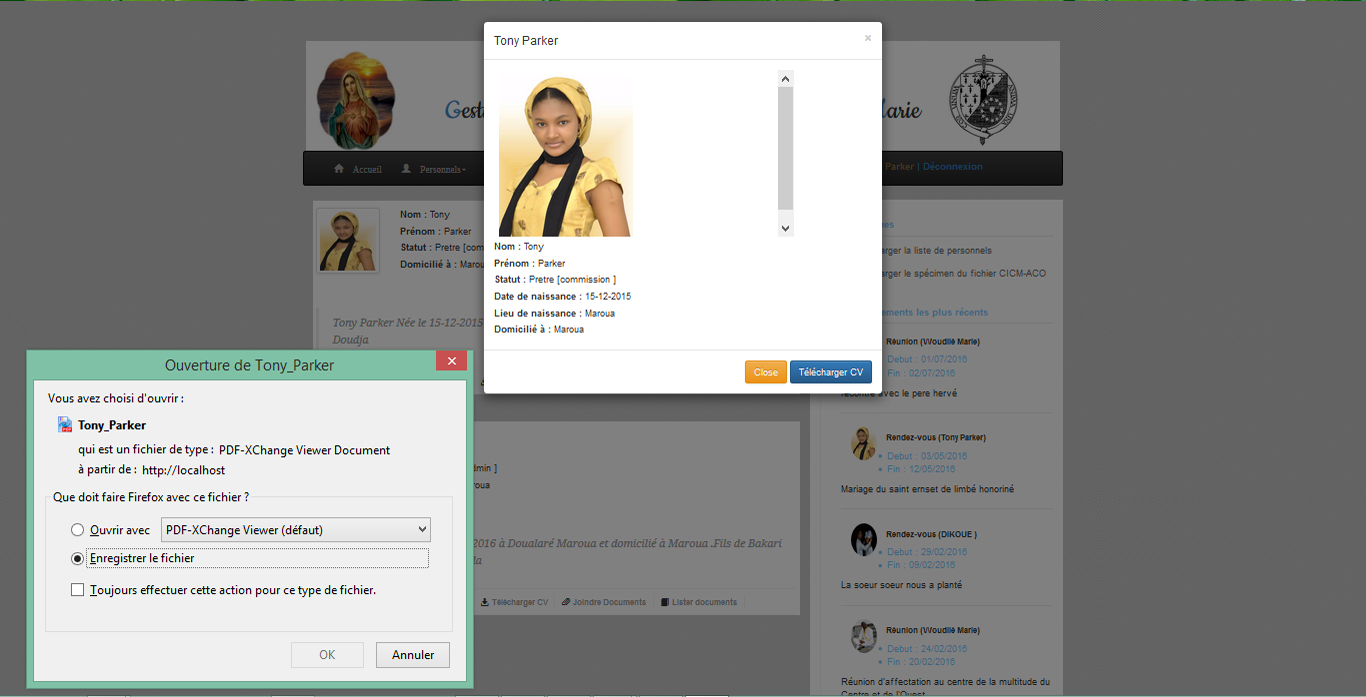 Tony Parker
×
Gest
Marie
Accueil
Personnels
Parker | Déconnexion
Nom : Tony
Prénom : Parker
Statut : Pretre [com
Domicilié à : Marou
Tony Parker Née le 15-12-2015
Doudja
Nom : Tony
Prénom : Parker
Statut : Pretre [commission ]
Date de naissance : 15-12-2015
Lieu de naissance : Maroua
Domicilié à : Maroua
Close
Télécharger CV
es
arger la liste de personnels
arger le spécimen du fichier CICM-ACO
ements les plus récents
Réunion (Woudilé Marie)
Debut : 01/07/2016
Fin : 02/07/2016
recontre avec le pere hervé
Rendez-vous (Tony Parker)
Debut : 03/05/2016
Fin : 12/05/2016
Mariage du saint ernset de limbé honoriné
Rendez-vous (DIKOUE )
Debut : 29/02/2016
Fin : 09/02/2016
La soeur soeur nous a planté
Réunion (Woudilé Marie)
Debut : 24/02/2016
Fin : 20/02/2016
Réunion d'affectation au centre de la multitude du
Centre et de l'Ouest
dmin ]
oua
2016 à Doualaré Maroua et domicilié à Maroua .Fils de Bakari
la
Télécharger CV
Joindre Documents
Lister documents
Ouverture de Tony_Parker
Vous avez choisi d'ouvrir :
Tony_Parker
qui est un fichier de type : PDF-XChange Viewer Document
à partir de : http://localhost
Que doit faire Firefox avec ce fichier ?
Ouvrir avec
PDF-XChange Viewer (défaut)
Enregistrer le fichier
Toujours effectuer cette action pour ce type de fichier.
OK
Annuler